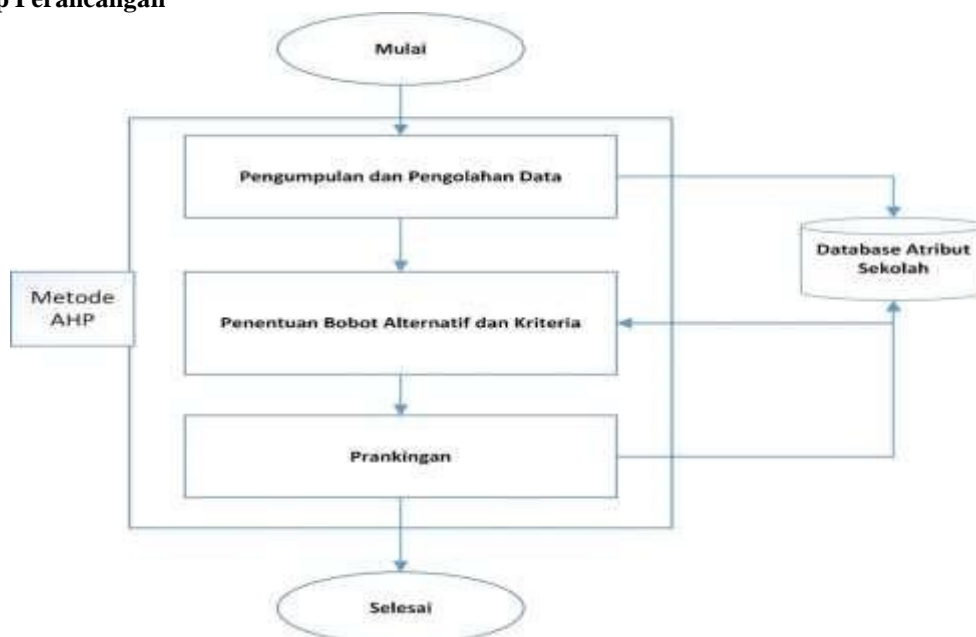 Perancangan
Mulai
Pengumpulan dan Pengolahan Data
Database Atribut
Sekolah
Metode
AHP
Penentuan Bobot Alternatif dan Kriteria
Prankingan
Selesai